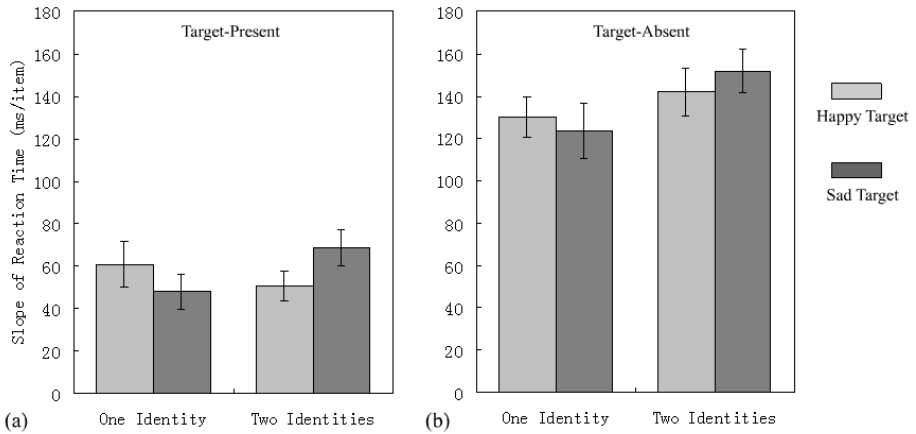 Target-Present
Slope of Reaction Time (ms/item)
180
160
140
120
100
80
60
40
20
0
One Identity Two Identities
(a)
Target-Absent
180
160
140
120
100
80
60
40
20
0
One Identity Two Identities
(b)
Happy Target
Sad Target